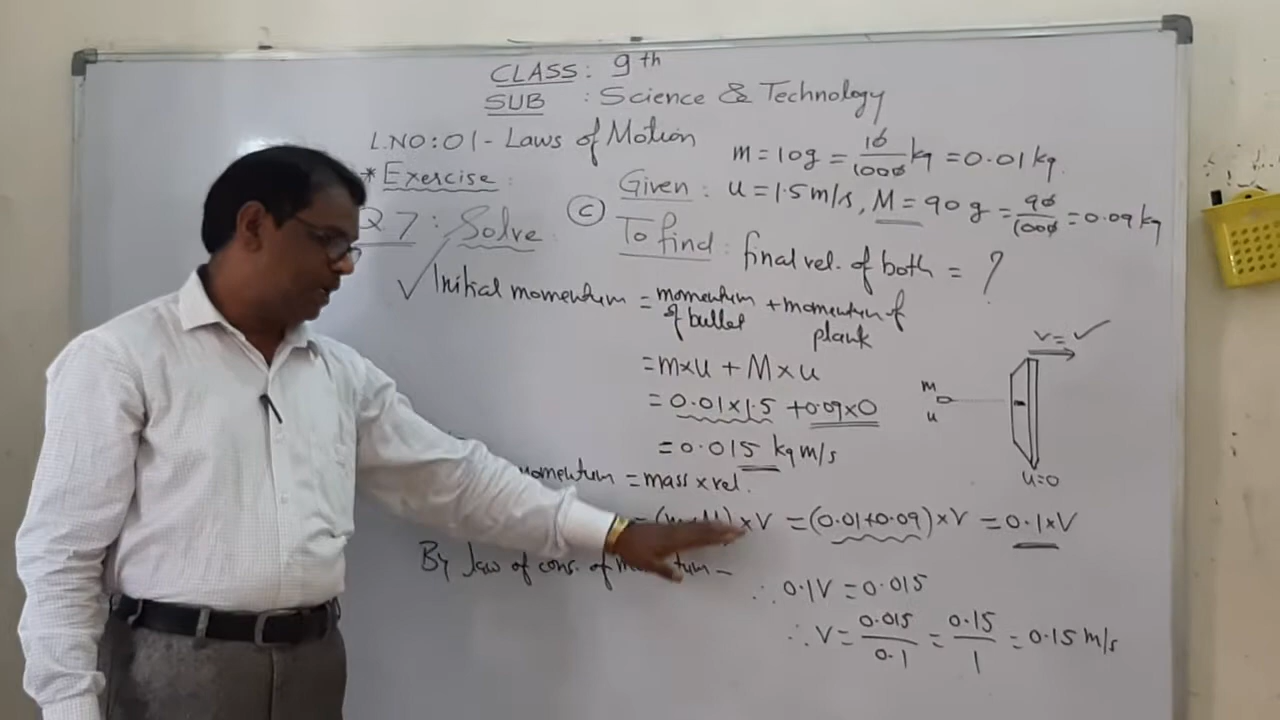 CLASS: 9th
SUB : Science & Technology
L.NO:01 - Laws of Motion
* Exercise :
Q.7 : Solve
m = 10g = 10/1000 kg = 0.01 kg.
(C) Given : u = 1.5 m/s, M = 90 g = 90/1000 = 0.09 kg
To find : final vel. of both = ?
✓ Initial momentum = momentum of bullet + momentum of plank
= m×u + M×u
= 0.01×1.5 + 0.09×0
= 0.015 kg m/s
momentum = mass × vel.
= (m+M)×V = (0.01+0.09)×V = 0.1×V
By law of cons. of momentum –
∴ 0.1V = 0.015
∴ V = 0.015/0.1 = 0.15/1 = 0.15 m/s
V = ✓
m
u
u=0